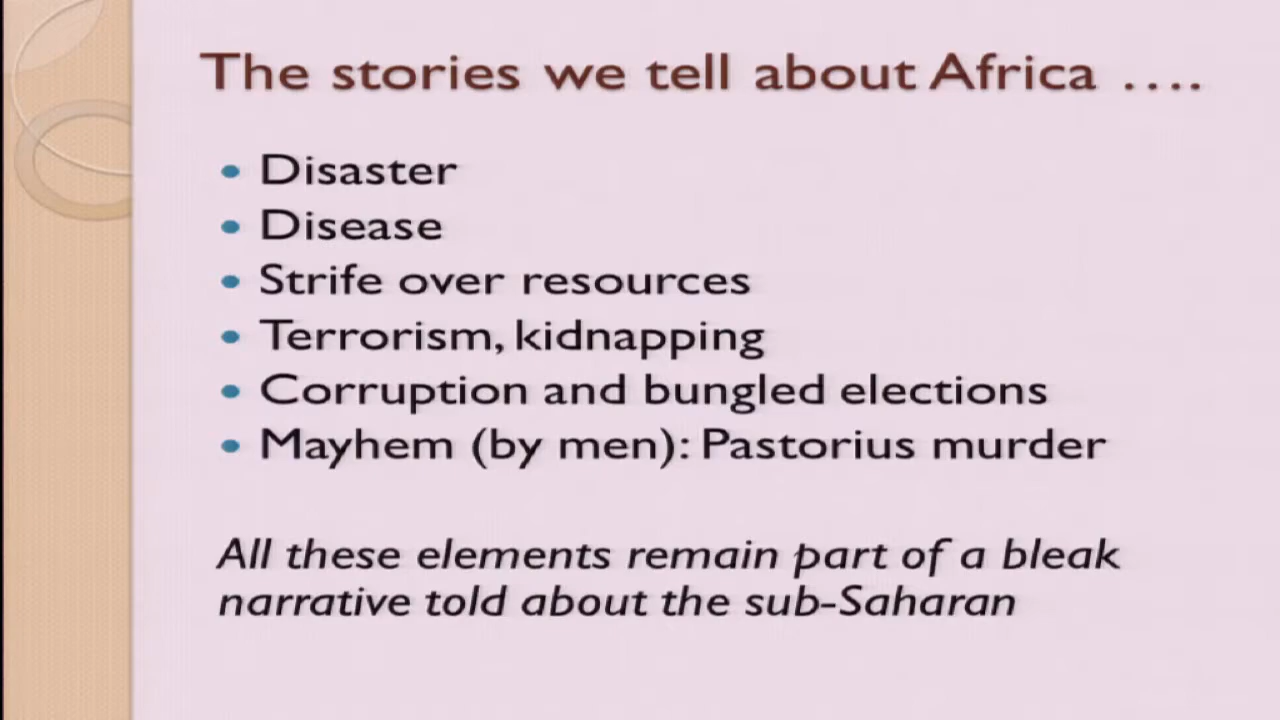 The stories we tell about Africa ....
• Disaster
• Disease
• Strife over resources
• Terrorism, kidnapping
• Corruption and bungled elections
• Mayhem (by men): Pastorius murder
All these elements remain part of a bleak
narrative told about the sub-Saharan